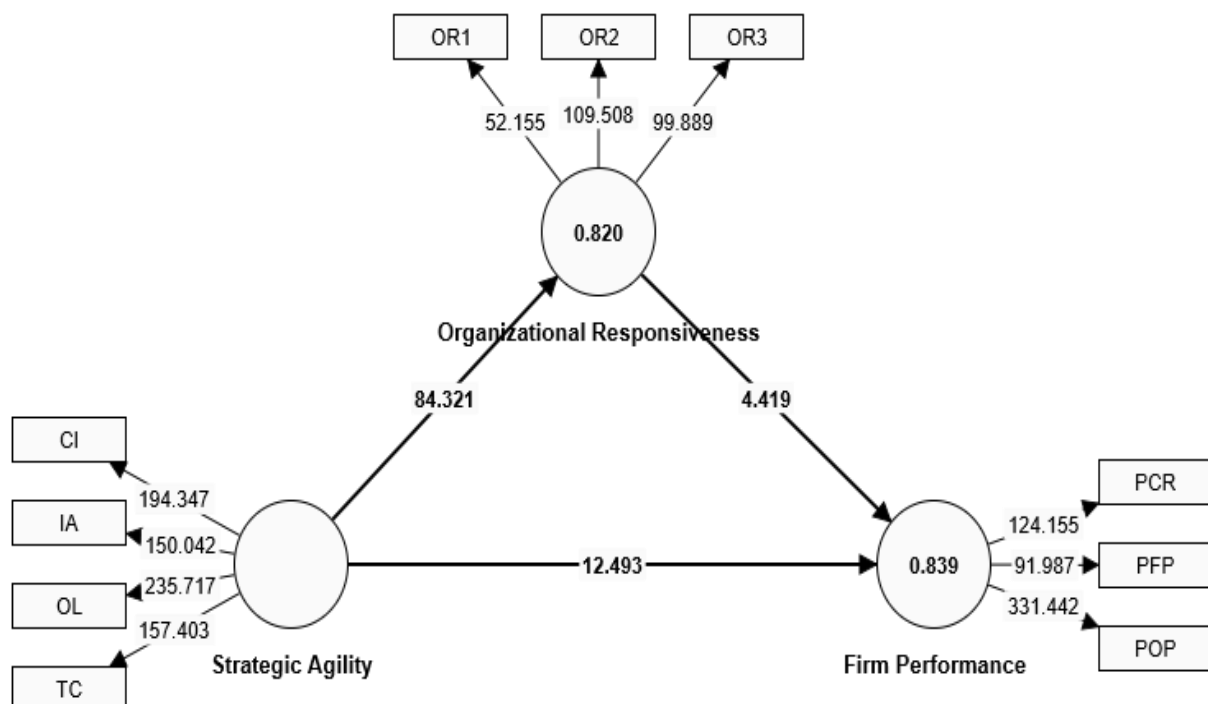 OR1 OR2 OR3
52.155 109.508 99.889
0.820
Organizational Responsiveness
84.321 4.419
CI
194.347
IA
150.042
OL
235.717
157.403
TC
Strategic Agility
12.493
0.839
Firm Performance
PCR
124.155
91.987 PFP
331.442
POP